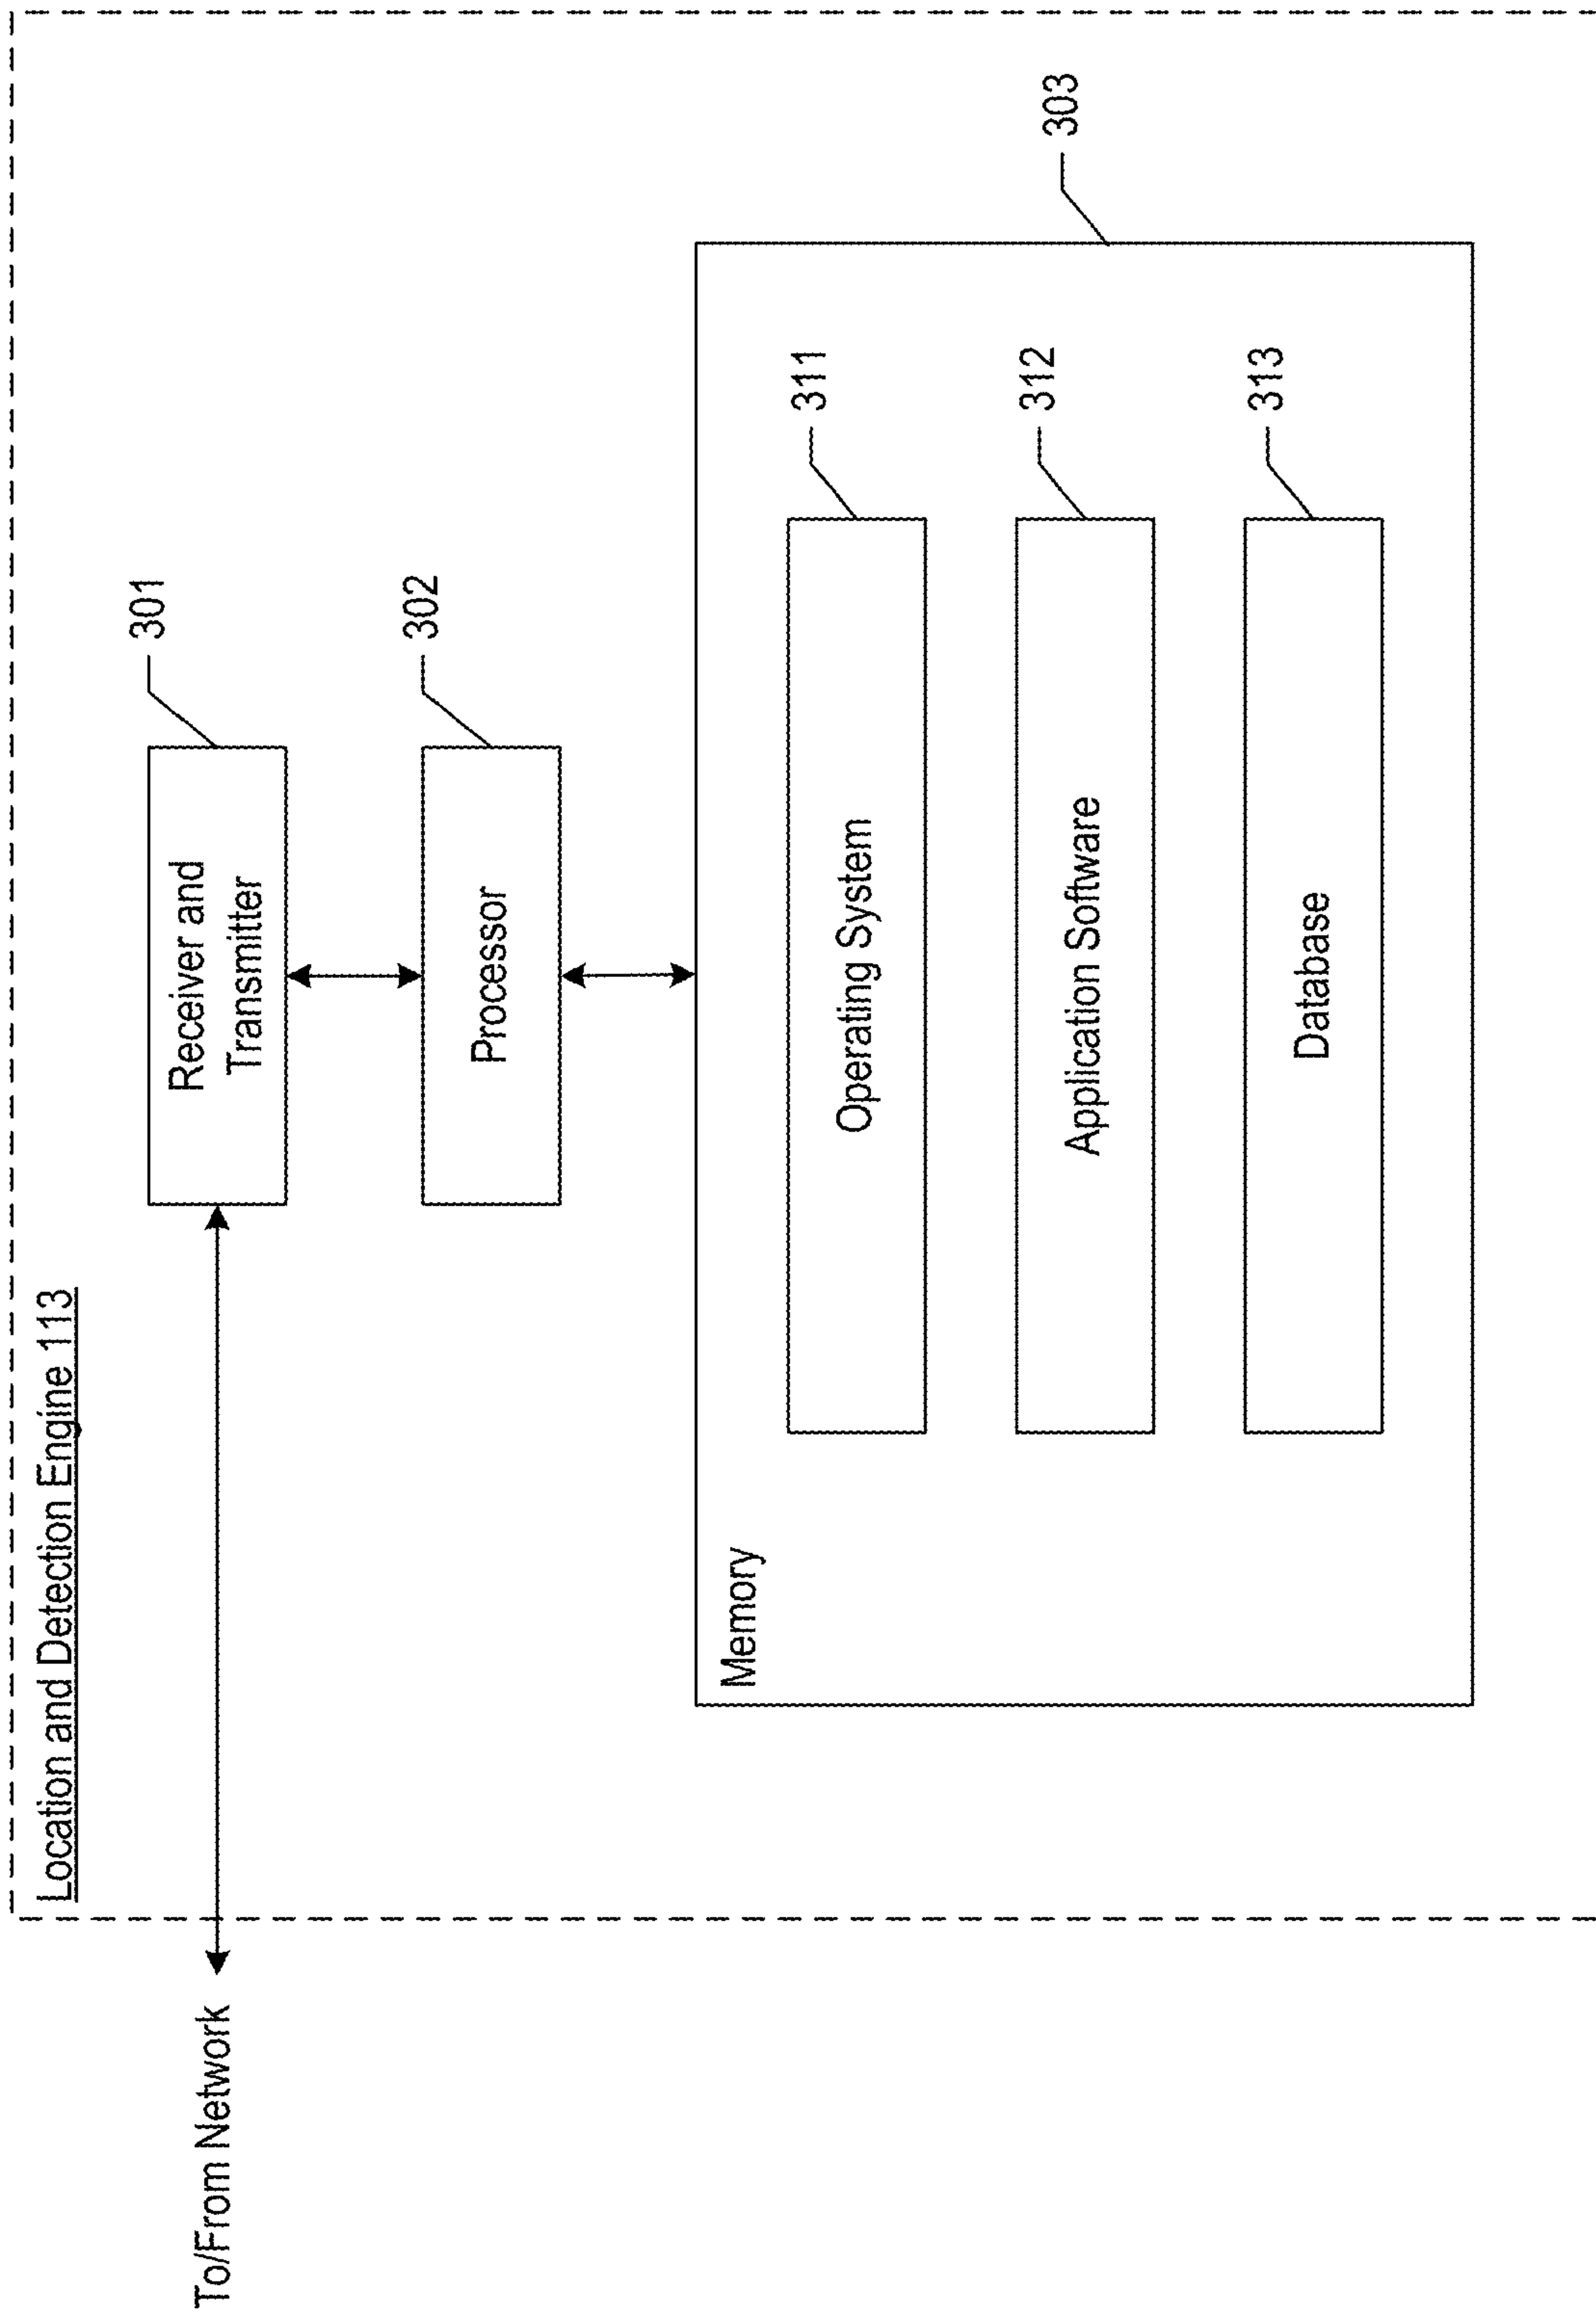 Location and Detection Engine 113
To/From Network
Receiver and
Transmitter
301
Processor
302
Memory
303
Operating System
311
Application Software
312
Database
313